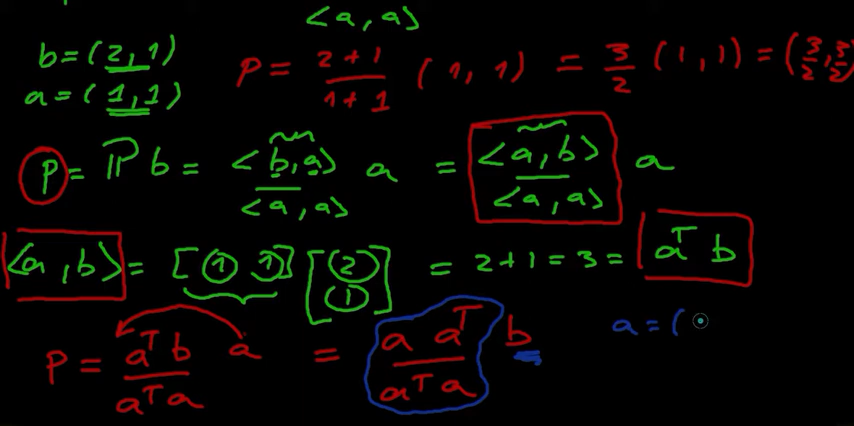 <a, a>
b = (2, 1)
p = 2 + 1 / 1 + 1 (1, 1) = 3/2 (1, 1) = (3/2, 3/2)
a = (1, 1)
p = ℙ b = <b, a> / <a, a> a = <a, b> / <a, a> a
<a, b> = [1 1] [2 1] = 2 + 1 = 3 = aᵀ b
p = aᵀ b / aᵀ a a = a aᵀ / aᵀ a b
a = (